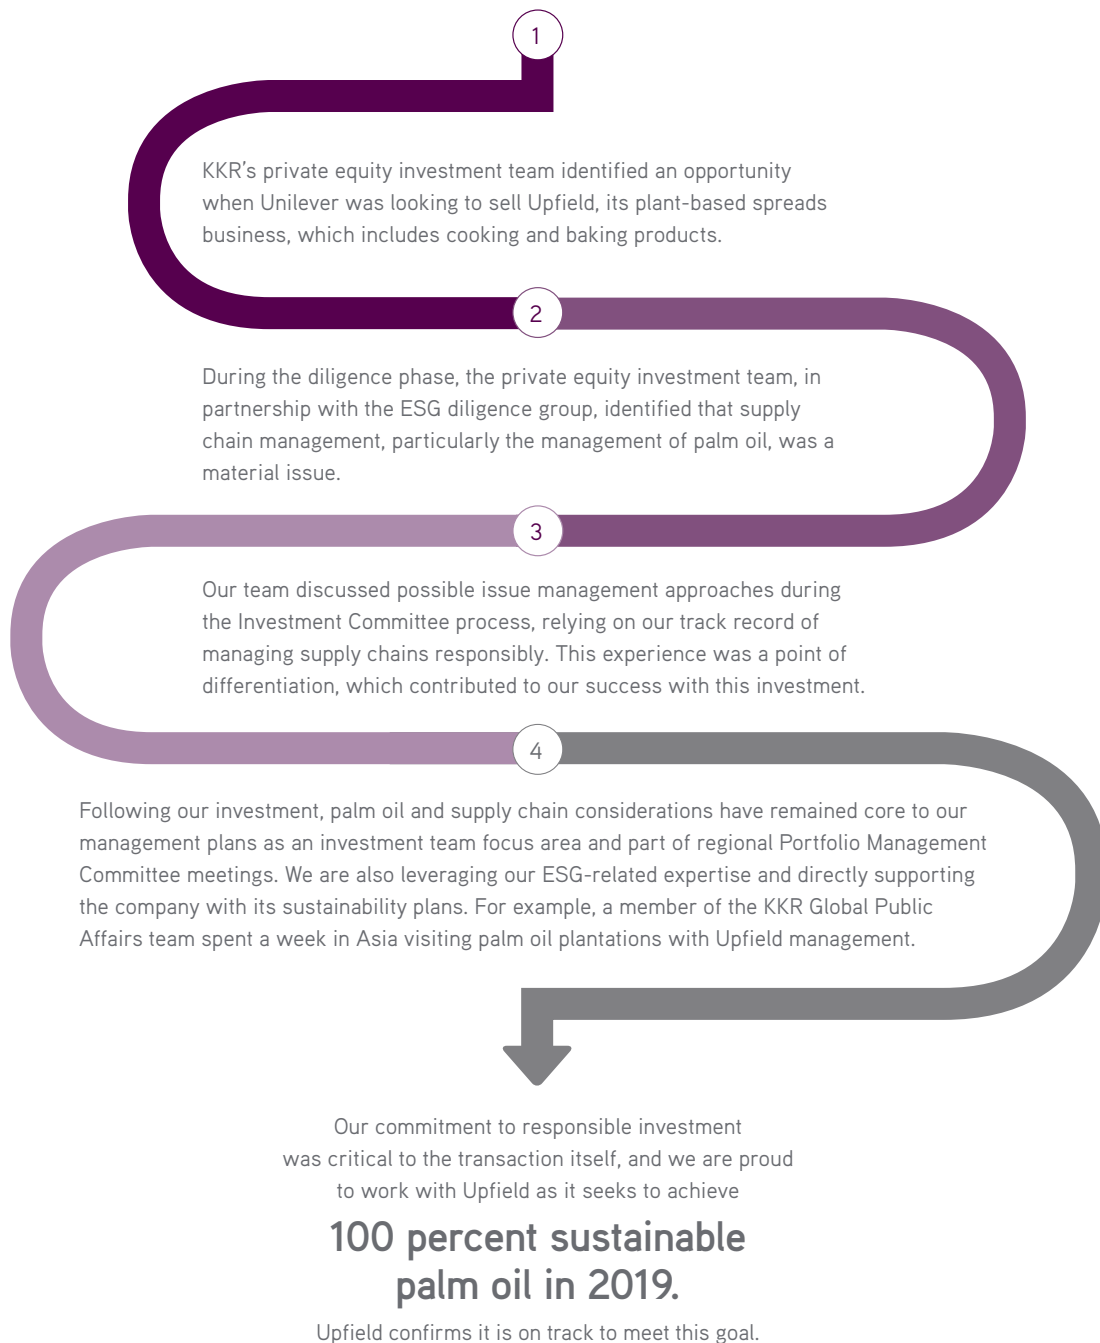 1
KKR’s private equity investment team identified an opportunity
when Unilever was looking to sell Upfield, its plant-based spreads
business, which includes cooking and baking products.
2
During the diligence phase, the private equity investment team, in
partnership with the ESG diligence group, identified that supply
chain management, particularly the management of palm oil, was a
material issue.
3
Our team discussed possible issue management approaches during
the Investment Committee process, relying on our track record of
managing supply chains responsibly. This experience was a point of
differentiation, which contributed to our success with this investment.
4
Following our investment, palm oil and supply chain considerations have remained core to our
management plans as an investment team focus area and part of regional Portfolio Management
Committee meetings. We are also leveraging our ESG-related expertise and directly supporting
the company with its sustainability plans. For example, a member of the KKR Global Public
Affairs team spent a week in Asia visiting palm oil plantations with Upfield management.
Our commitment to responsible investment
was critical to the transaction itself, and we are proud
to work with Upfield as it seeks to achieve
100 percent sustainable
palm oil in 2019.
Upfield confirms it is on track to meet this goal.